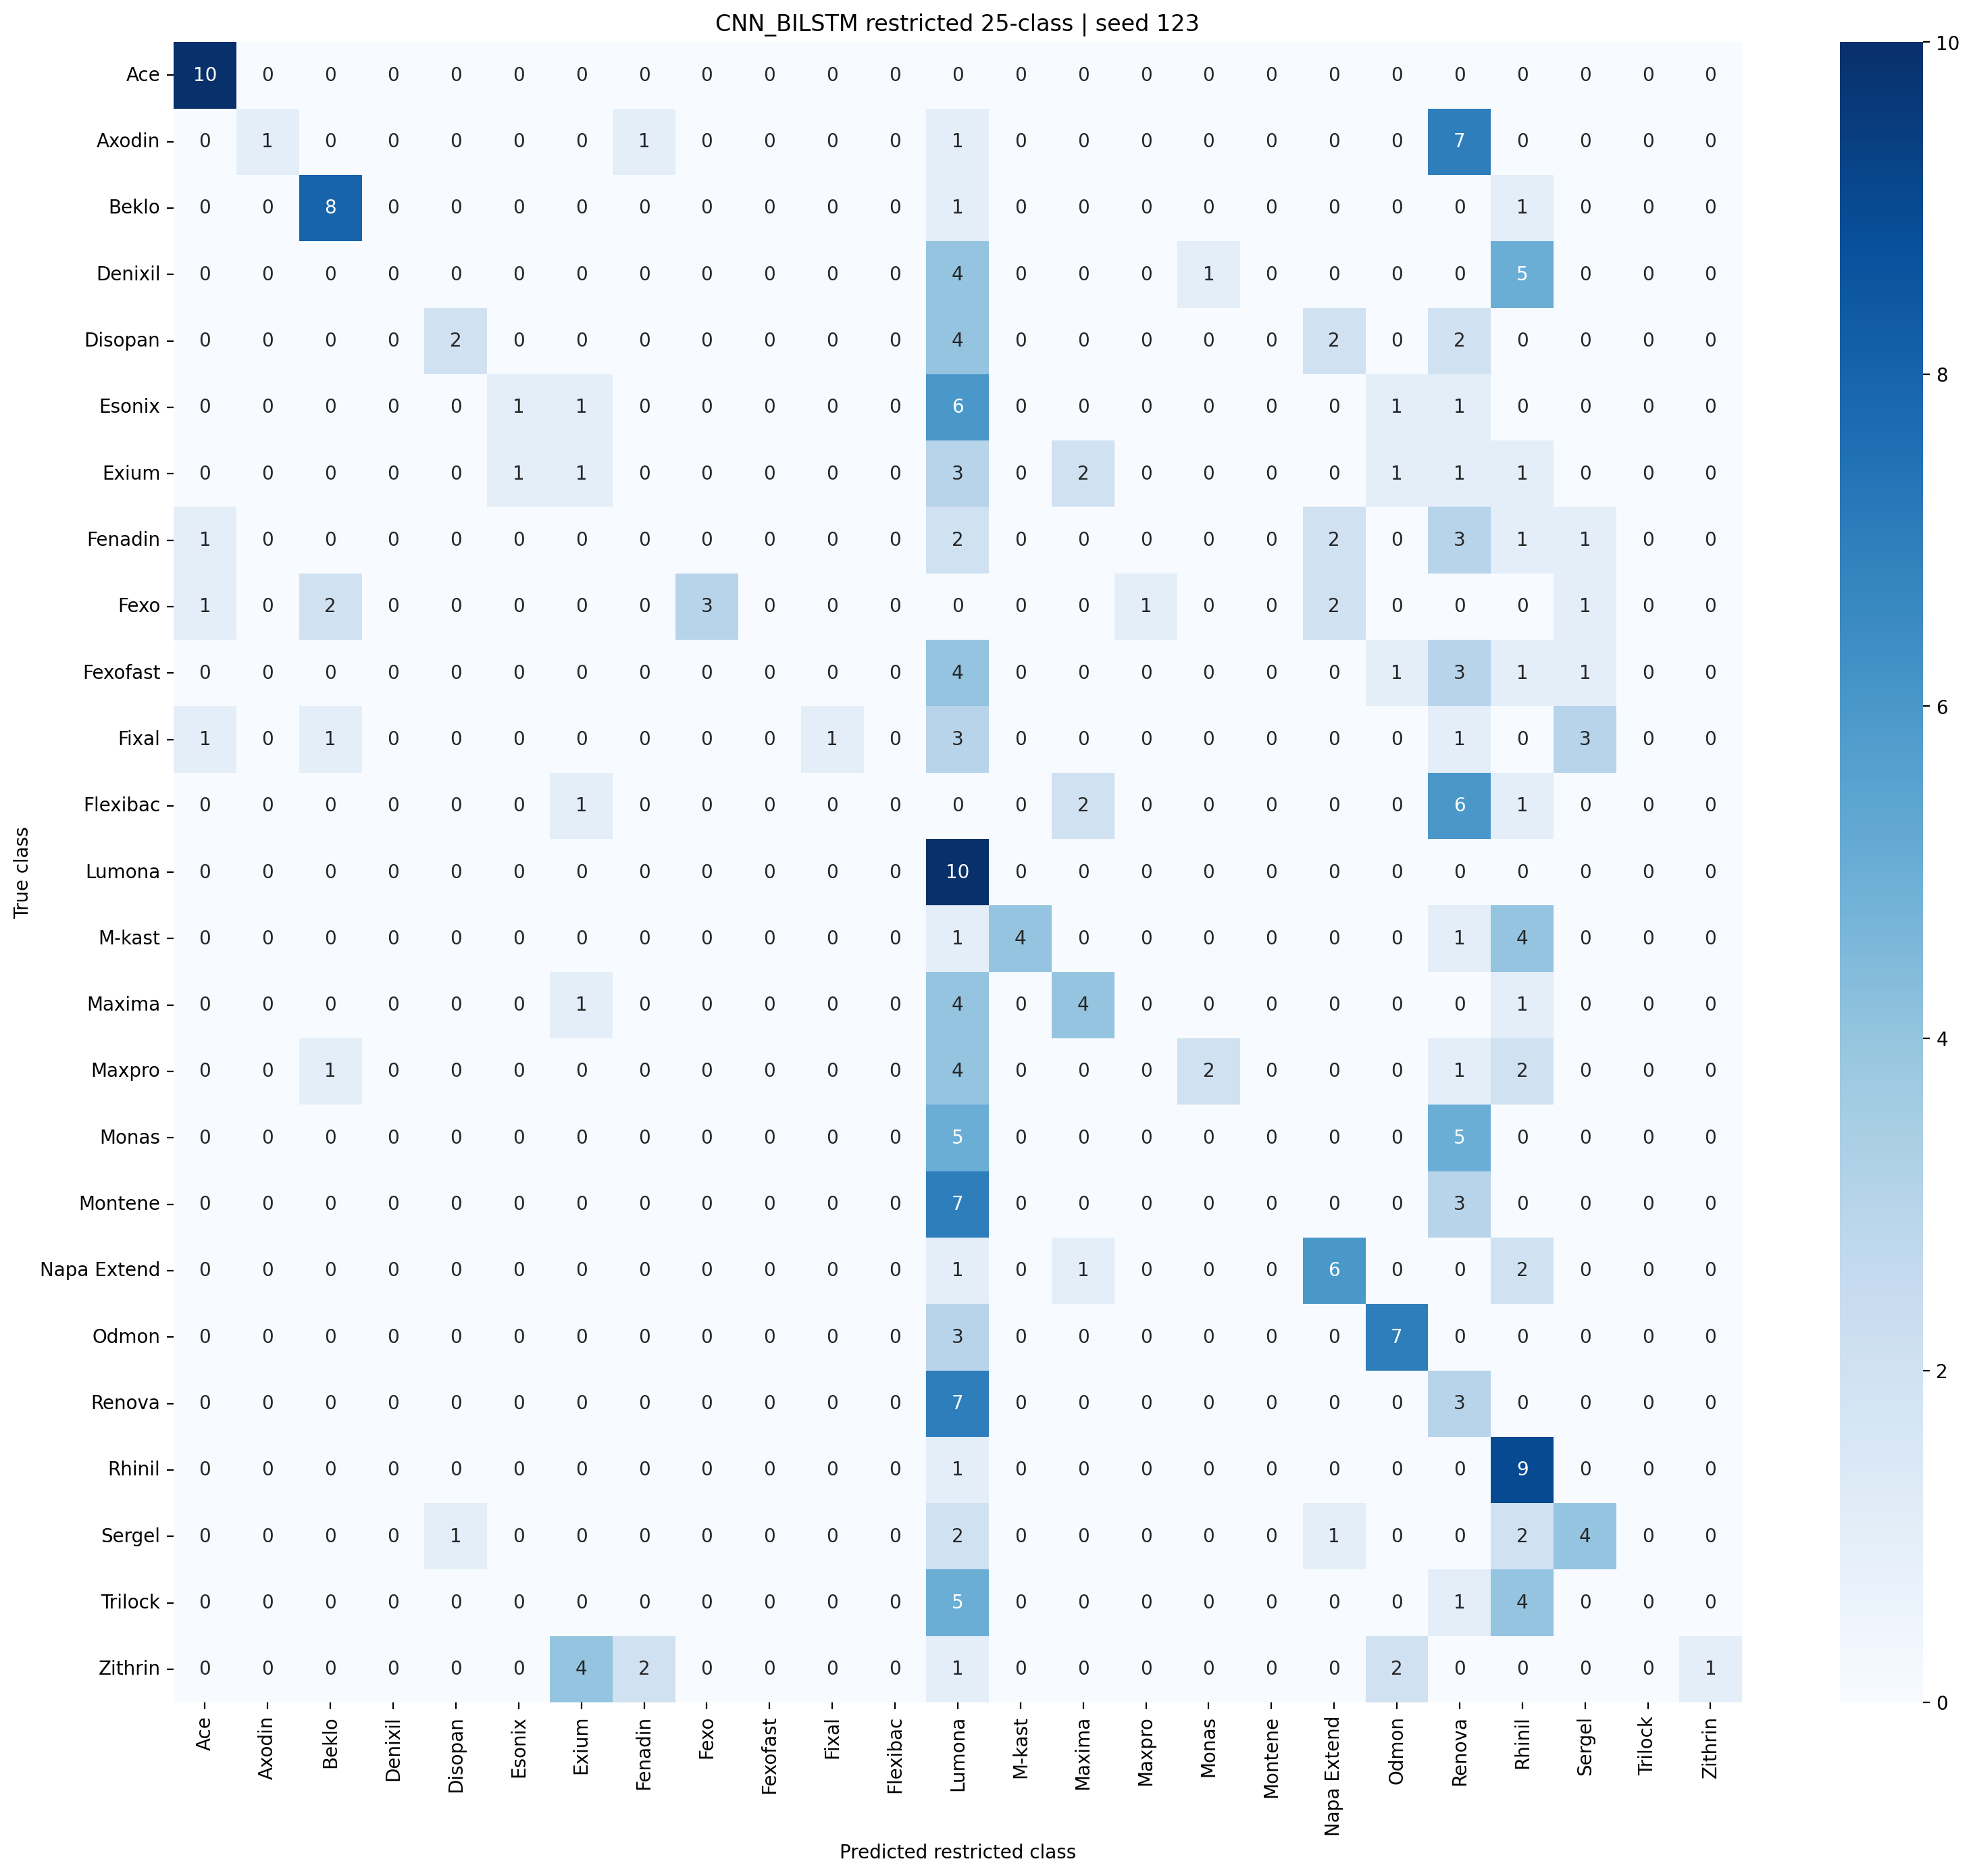 CNN_BILSTM restricted 25-class | seed 123
Ace 10 0 0 0 0 0 0 0 0 0 0 0 0 0 0 0 0 0 0 0 0 0 0 0 0
Axodin 0 1 0 0 0 0 0 1 0 0 0 0 1 0 0 0 0 0 0 0 7 0 0 0 0
Beklo 0 0 8 0 0 0 0 0 0 0 0 0 1 0 0 0 0 0 0 0 0 1 0 0 0
Denixil 0 0 0 0 0 0 0 0 0 0 0 0 4 0 0 0 1 0 0 0 0 5 0 0 0
Disopan 0 0 0 0 2 0 0 0 0 0 0 0 4 0 0 0 0 0 2 0 2 0 0 0 0
Esonix 0 0 0 0 0 1 1 0 0 0 0 0 6 0 0 0 0 0 0 1 1 0 0 0 0
Exium 0 0 0 0 0 1 1 0 0 0 0 0 3 0 2 0 0 0 0 1 1 1 0 0 0
Fenadin 1 0 0 0 0 0 0 0 0 0 0 0 2 0 0 0 0 0 2 0 3 1 1 0 0
Fexo 1 0 2 0 0 0 0 0 3 0 0 0 0 0 0 1 0 0 2 0 0 0 1 0 0
Fexofast 0 0 0 0 0 0 0 0 0 0 0 0 4 0 0 0 0 0 0 1 3 1 1 0 0
Fixal 1 0 1 0 0 0 0 0 0 0 1 0 3 0 0 0 0 0 0 0 1 0 3 0 0
Flexibac 0 0 0 0 0 0 1 0 0 0 0 0 0 0 2 0 0 0 0 0 6 1 0 0 0
Lumona 0 0 0 0 0 0 0 0 0 0 0 0 10 0 0 0 0 0 0 0 0 0 0 0 0
M-kast 0 0 0 0 0 0 0 0 0 0 0 0 1 4 0 0 0 0 0 0 1 4 0 0 0
Maxima 0 0 0 0 0 0 1 0 0 0 0 0 4 0 4 0 0 0 0 0 0 1 0 0 0
Maxpro 0 0 1 0 0 0 0 0 0 0 0 0 4 0 0 0 2 0 0 0 1 2 0 0 0
Monas 0 0 0 0 0 0 0 0 0 0 0 0 5 0 0 0 0 0 0 0 5 0 0 0 0
Montene 0 0 0 0 0 0 0 0 0 0 0 0 7 0 0 0 0 0 0 0 3 0 0 0 0
Napa Extend 0 0 0 0 0 0 0 0 0 0 0 0 1 0 1 0 0 0 6 0 0 2 0 0 0
Odmon 0 0 0 0 0 0 0 0 0 0 0 0 3 0 0 0 0 0 0 7 0 0 0 0 0
Renova 0 0 0 0 0 0 0 0 0 0 0 0 7 0 0 0 0 0 0 0 3 0 0 0 0
Rhinil 0 0 0 0 0 0 0 0 0 0 0 0 1 0 0 0 0 0 0 0 0 9 0 0 0
Sergel 0 0 0 0 1 0 0 0 0 0 0 0 2 0 0 0 0 0 1 0 0 2 4 0 0
Trilock 0 0 0 0 0 0 0 0 0 0 0 0 5 0 0 0 0 0 0 0 1 4 0 0 0
Zithrin 0 0 0 0 0 0 4 2 0 0 0 0 1 0 0 0 0 0 0 2 0 0 0 0 1
True class
Ace Axodin Beklo Denixil Disopan Esonix Exium Fenadin Fexo Fexofast Fixal Flexibac Lumona M-kast Maxima Maxpro Monas Montene Napa Extend Odmon Renova Rhinil Sergel Trilock Zithrin
Predicted restricted class
10
8
6
4
2
0